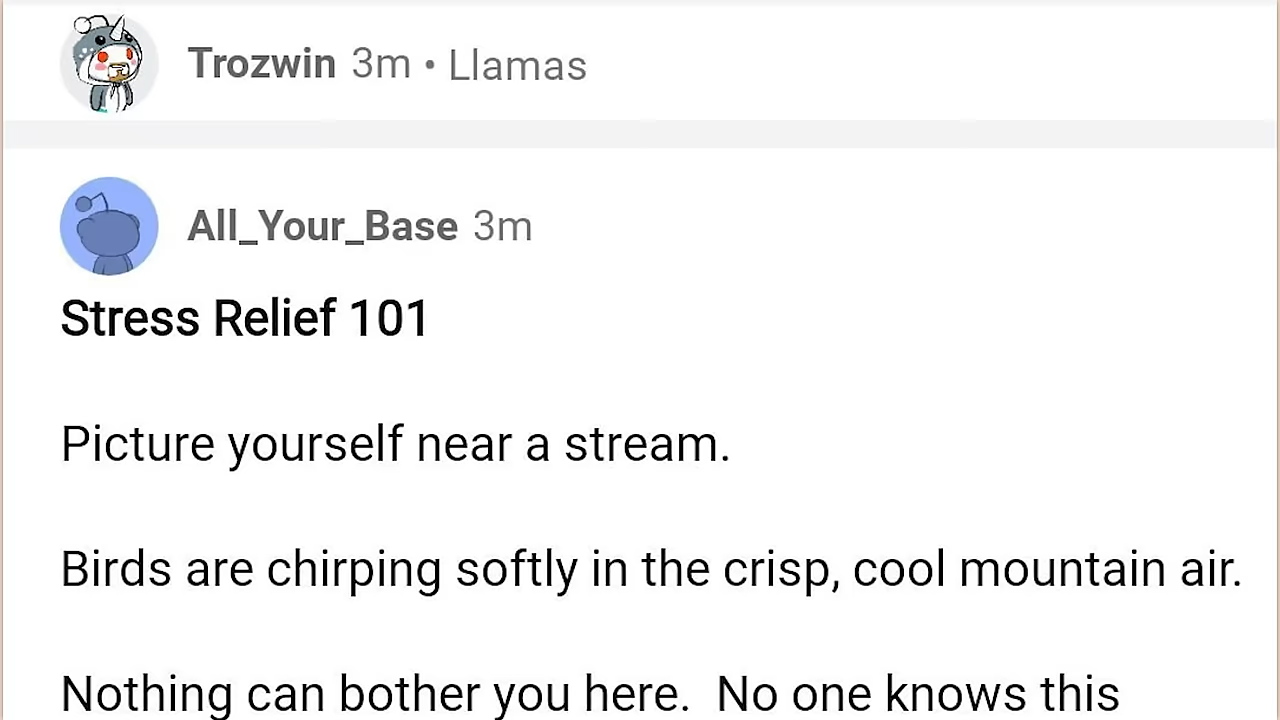 Trozwin 3m • Llamas
All_Your_Base 3m
Stress Relief 101
Picture yourself near a stream.
Birds are chirping softly in the crisp, cool mountain air.
Nothing can bother you here.  No one knows this